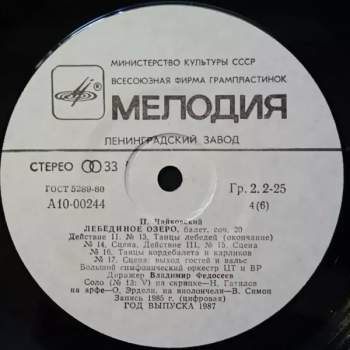 МИНИСТЕРСТВО КУЛЬТУРЫ СССР
ВСЕСОЮЗНАЯ ФИРМА ГРАМПЛАСТИНОК
МЕЛОДИЯ
ЛЕНИНГРАДСКИЙ ЗАВОД
СТЕРЕО 33
ГОСТ 5289-80
А10-00244
Гр. 2. 2-25
4(6)
П. Чайковский
ЛЕБЕДИНОЕ ОЗЕРО, балет, соч. 20
Действие II. № 13. Танцы лебедей (окончание)
№ 14. Сцена. Действие III. № 15. Сцена
№ 16. Танцы кордебалета и карликов
№ 17. Сцена: выход гостей и вальс
Большой симфонический оркестр ЦТ и ВР
Дирижер Владимир Федосеев
Соло (№ 13: V) на скрипке—Н. Гатилов
на арфе—О. Эрдели, на виолончели—В. Симон
Запись 1985 г. (цифровая)
ГОД ВЫПУСКА 1987